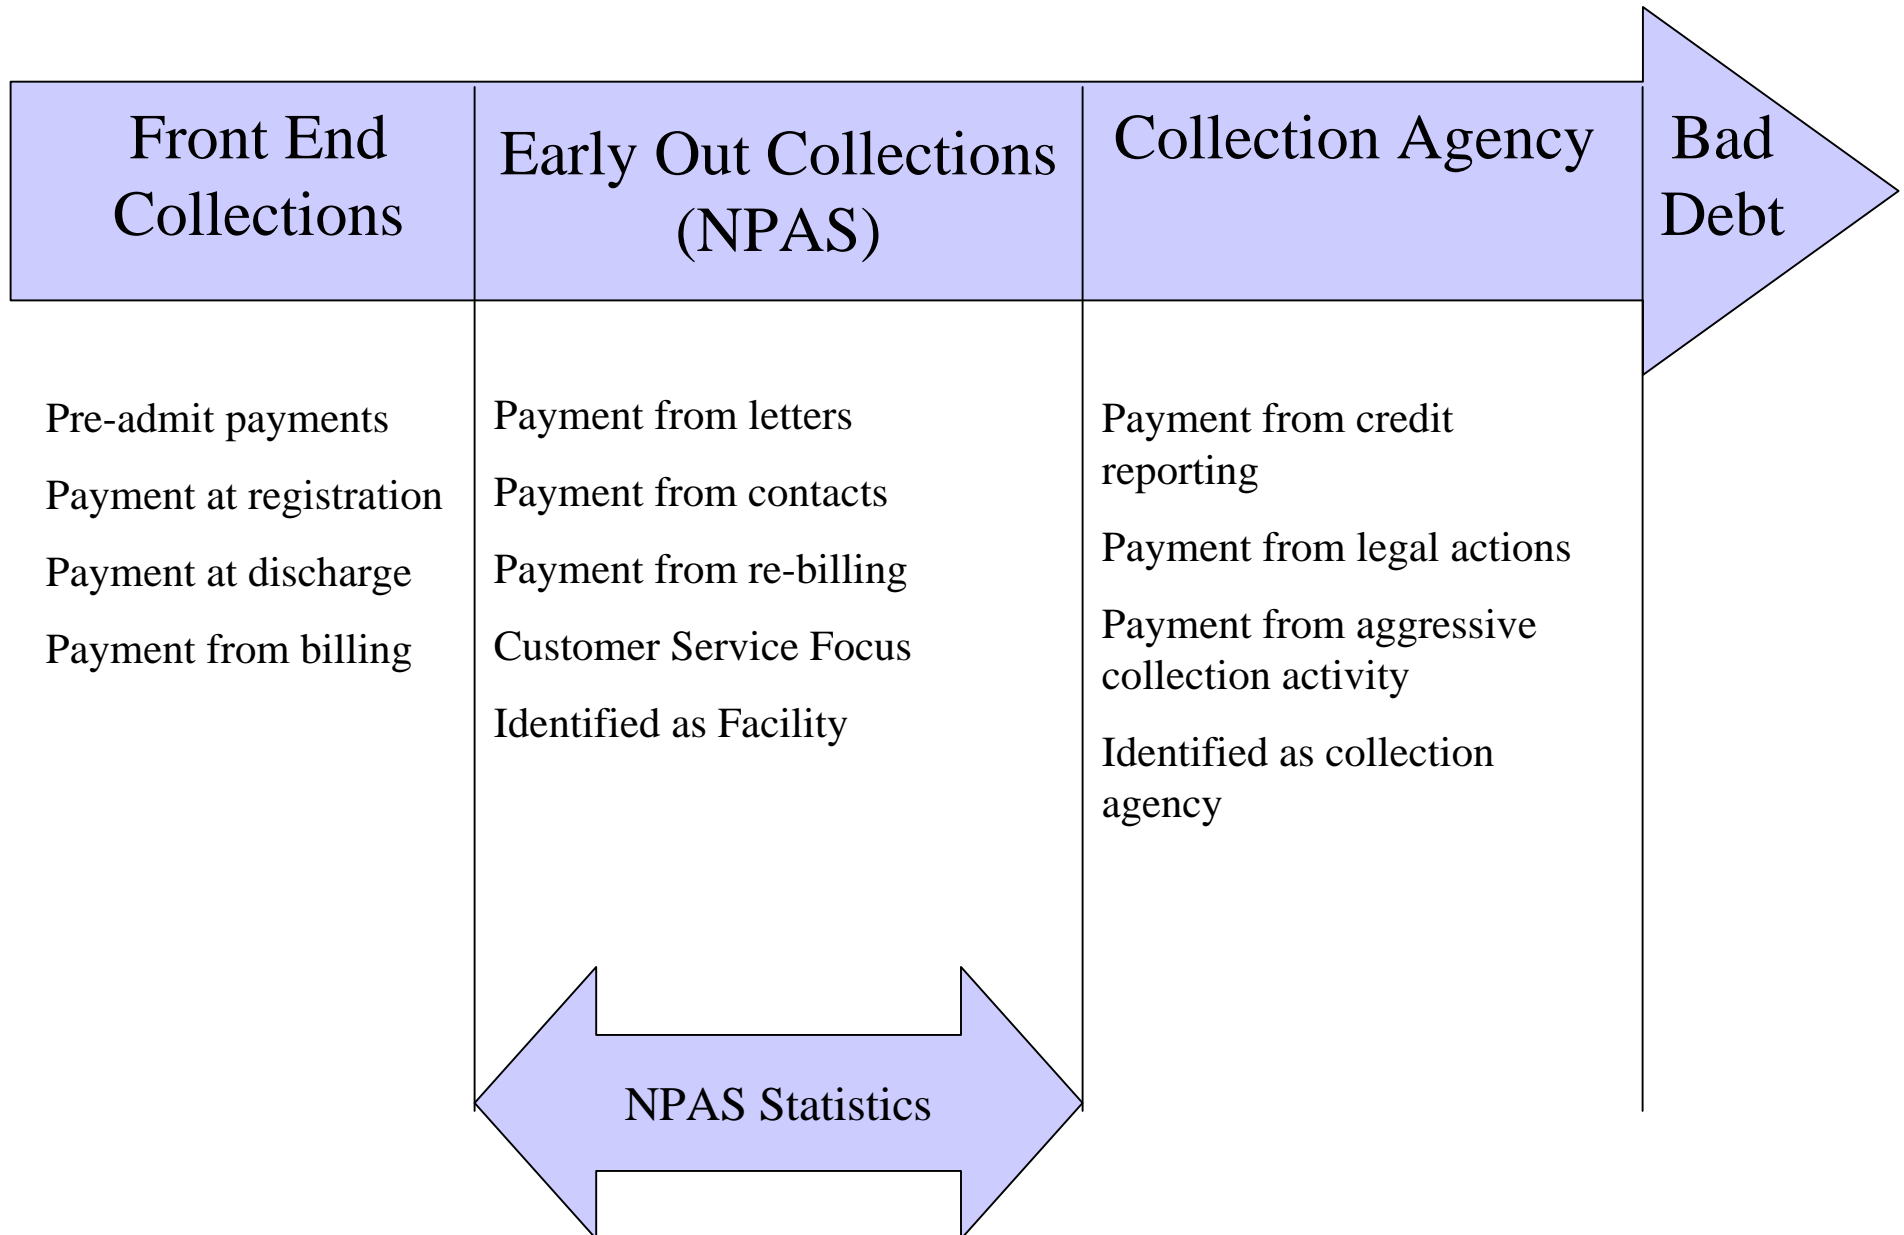 Front End
Collections
Early Out Collections
(NPAS)
Collection Agency
Bad
Debt
Pre-admit payments
Payment at registration
Payment at discharge
Payment from billing
Payment from letters
Payment from contacts
Payment from re-billing
Customer Service Focus
Identified as Facility
Payment from credit
reporting
Payment from legal actions
Payment from aggressive
collection activity
Identified as collection
agency
NPAS Statistics